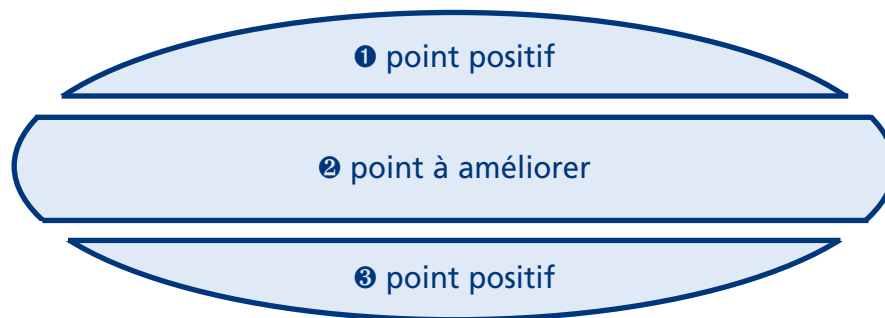 ❶ point positif
❷ point à améliorer
❸ point positif